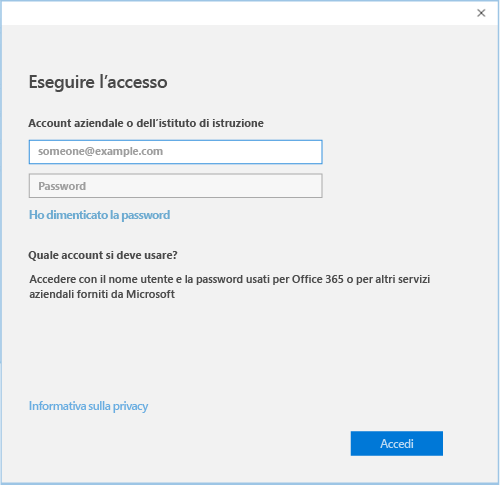 Eseguire l’accesso
Account aziendale o dell’istituto di istruzione
someone@example.com
Password
Ho dimenticato la password
Quale account si deve usare?
Accedere con il nome utente e la password usati per Office 365 o per altri servizi
aziendali forniti da Microsoft
Informativa sulla privacy
Accedi